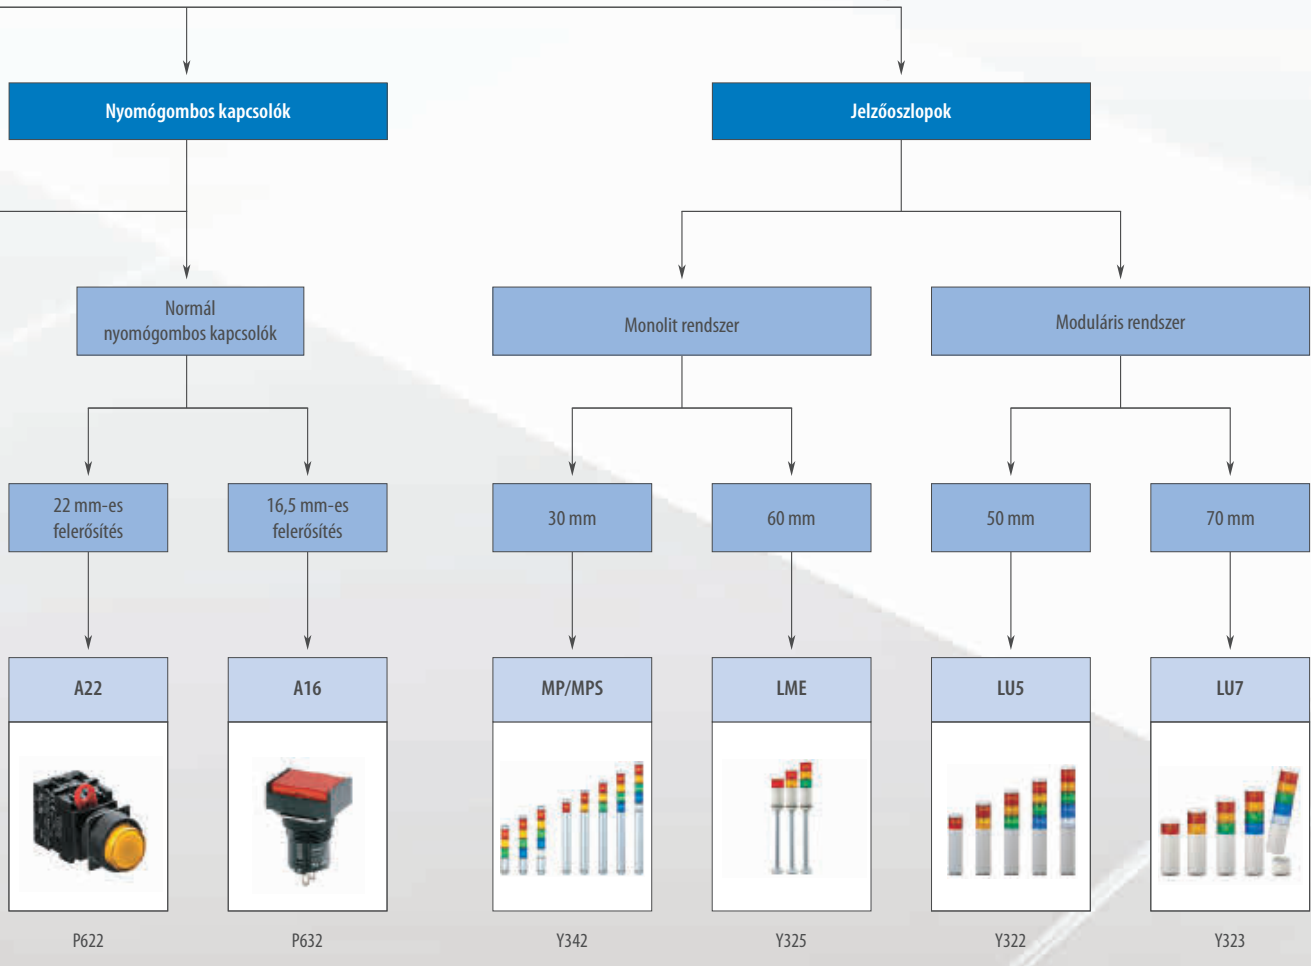 Nyomógombos kapcsolók
Jelzőoszlopok
Normál
nyomógombos kapcsolók
Monolit rendszer
Moduláris rendszer
22 mm-es
felerősítés
16,5 mm-es
felerősítés
30 mm
60 mm
50 mm
70 mm
A22
A16
MP/MPS
LME
LU5
LU7
P622
P632
Y342
Y325
Y322
Y323